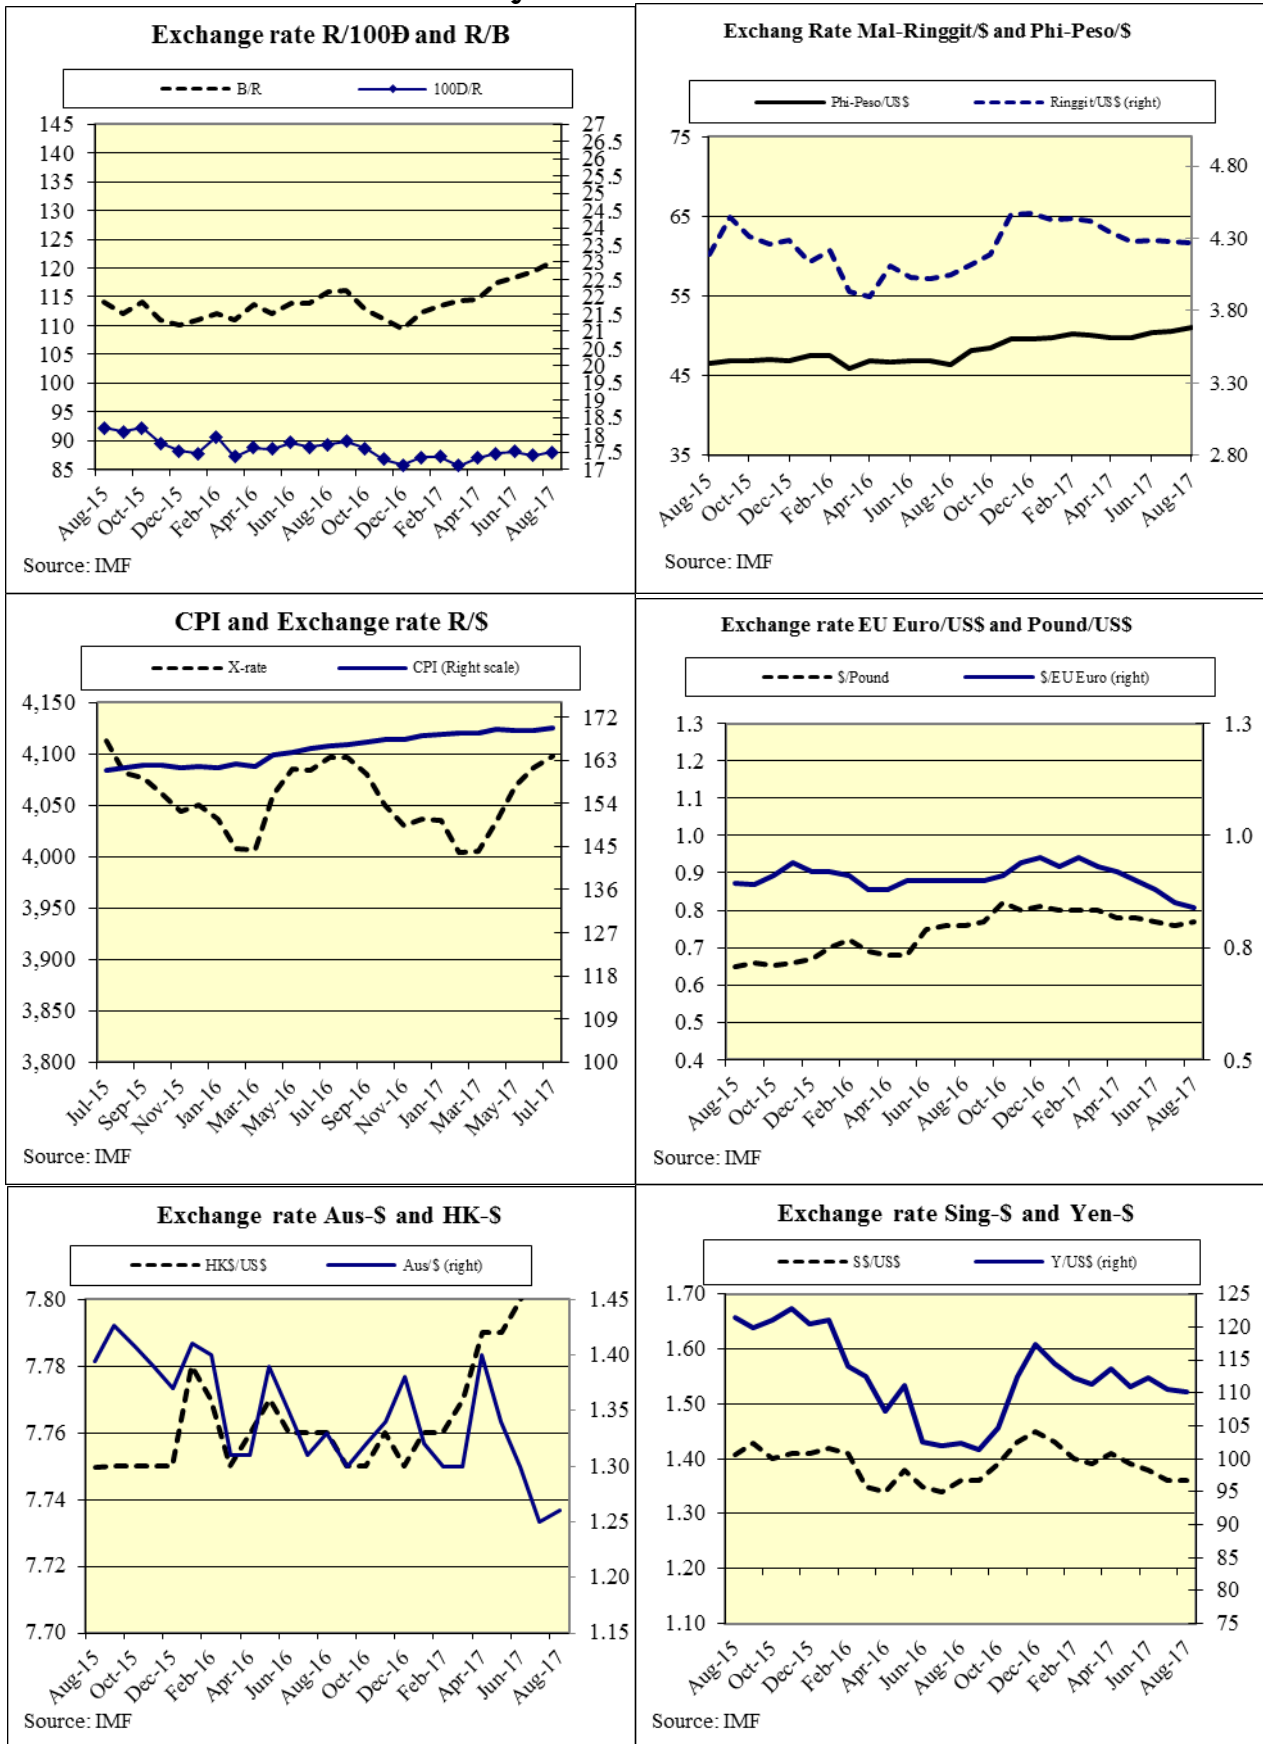 Exchange rate R/100Đ and R/B
B/R
100D/R
145
140
135
130
125
120
115
110
105
100
95
90
85
27
26.5
26
25.5
25
24.5
24
23.5
23
22.5
22
21.5
21
20.5
20
19.5
19
18.5
18
17.5
17
Aug-15
Oct-15
Dec-15
Feb-16
Apr-16
Jun-16
Aug-16
Oct-16
Dec-16
Feb-17
Apr-17
Jun-17
Aug-17
Source: IMF
Exchang Rate Mal-Ringgit/$ and Phi-Peso/$
Phi-Peso/US$
Ringgit/US$ (right)
75
65
55
45
35
4.80
4.30
3.80
3.30
2.80
Aug-15
Oct-15
Dec-15
Feb-16
Apr-16
Jun-16
Aug-16
Oct-16
Dec-16
Feb-17
Apr-17
Jun-17
Aug-17
Source: IMF
CPI and Exchange rate R/$
X-rate
CPI (Right scale)
4,150
4,100
4,050
4,000
3,950
3,900
3,850
3,800
172
163
154
145
136
127
118
109
100
Jul-15
Sep-15
Nov-15
Jan-16
Mar-16
May-16
Jul-16
Sep-16
Nov-16
Jan-17
Mar-17
May-17
Jul-17
Source: IMF
Exchange rate EU Euro/US$ and Pound/US$
$/Pound
$/EU Euro (right)
1.3
1.2
1.1
1.0
0.9
0.8
0.7
0.6
0.5
0.4
1.3
1.0
0.8
0.5
Aug-15
Oct-15
Dec-15
Feb-16
Apr-16
Jun-16
Aug-16
Oct-16
Dec-16
Feb-17
Apr-17
Jun-17
Aug-17
Source: IMF
Exchange rate Aus-$ and HK-$
HK$/US$
Aus/$ (right)
7.80
7.78
7.76
7.74
7.72
7.70
1.45
1.40
1.35
1.30
1.25
1.20
1.15
Aug-15
Oct-15
Dec-15
Feb-16
Apr-16
Jun-16
Aug-16
Oct-16
Dec-16
Feb-17
Apr-17
Jun-17
Aug-17
Source: IMF
Exchange rate Sing-$ and Yen-$
S$/US$
Y/US$ (right)
1.70
1.60
1.50
1.40
1.30
1.20
1.10
125
120
115
110
105
100
95
90
85
80
75
Aug-15
Oct-15
Dec-15
Feb-16
Apr-16
Jun-16
Aug-16
Oct-16
Dec-16
Feb-17
Apr-17
Jun-17
Aug-17
Source: IMF